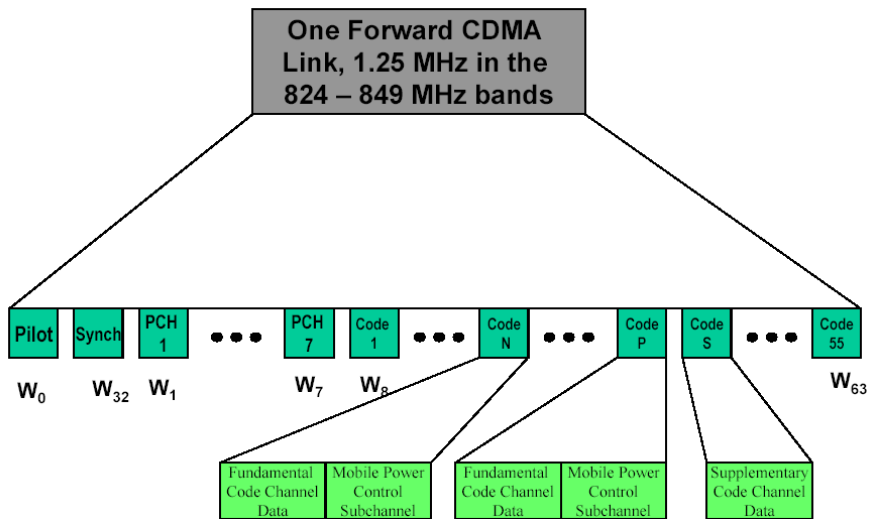 One Forward CDMA
Link, 1.25 MHz in the
824 – 849 MHz bands
Pilot
Synch
PCH
1
PCH
7
Code
1
Code
N
Code
P
Code
S
Code
55
W0
W32
W1
W7
W8
W63
Fundamental
Code Channel
Data
Mobile Power
Control
Subchannel
Fundamental
Code Channel
Data
Mobile Power
Control
Subchannel
Supplementary
Code Channel
Data